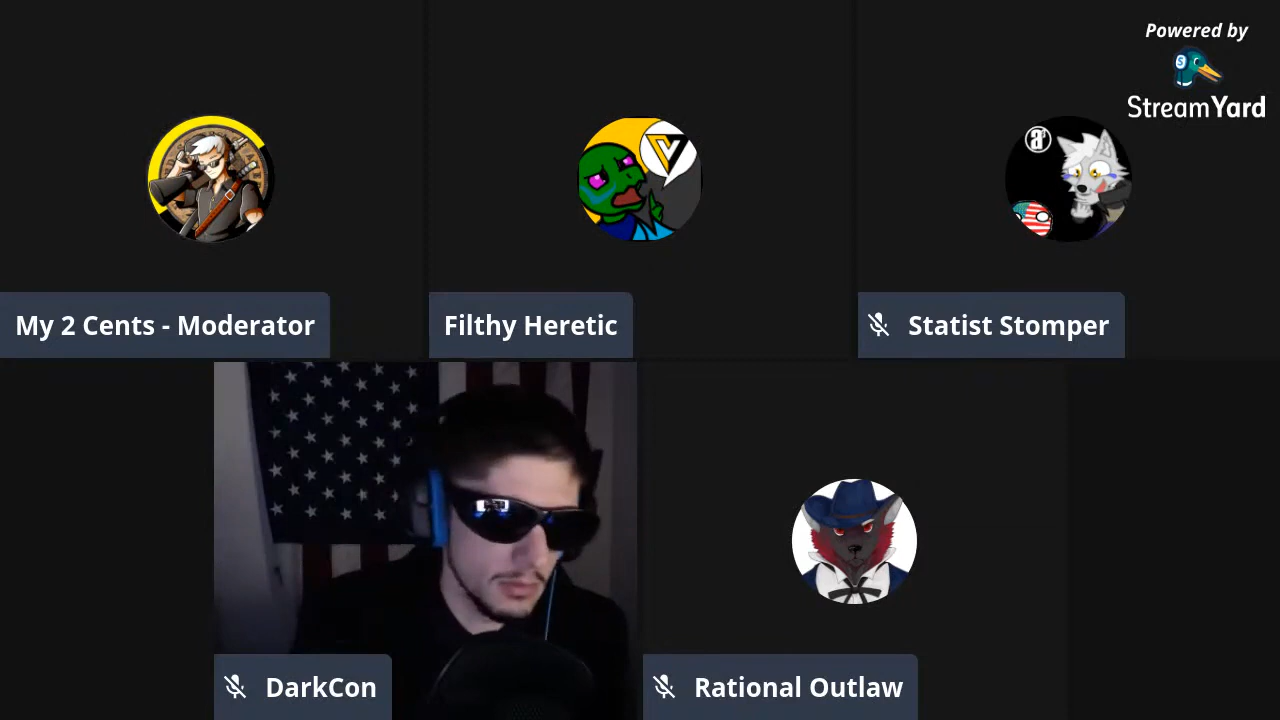 Powered by
StreamYard
My 2 Cents - Moderator
Filthy Heretic
Statist Stomper
DarkCon
Rational Outlaw